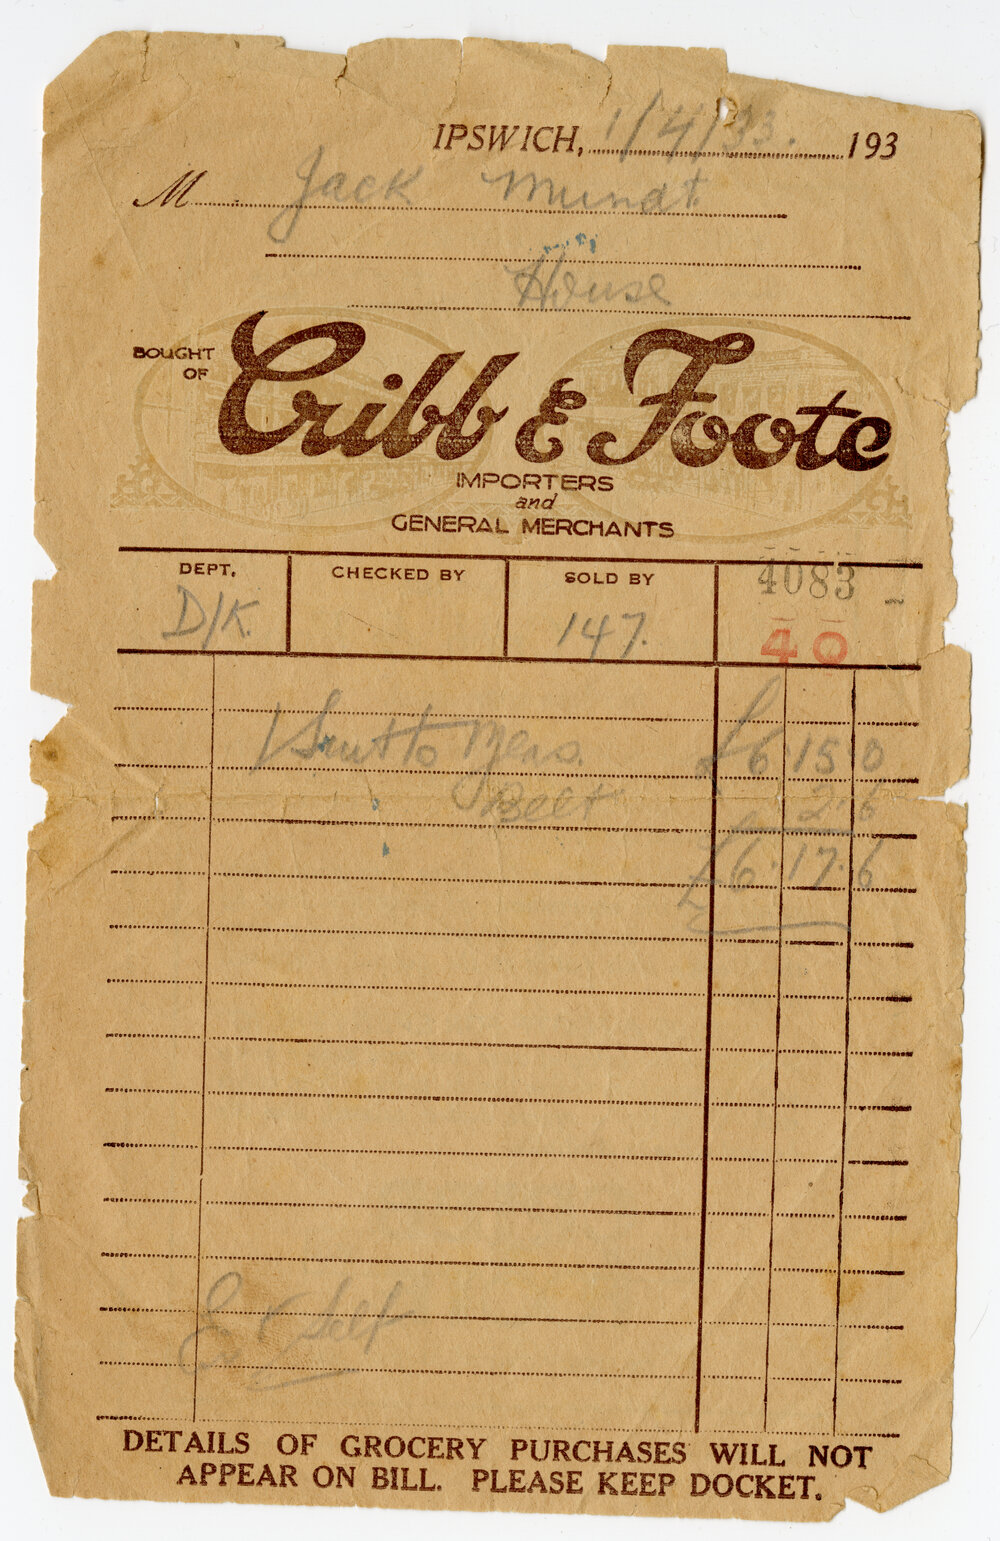 IPSWICH, 1/4/33. 193
M Jack Mundt.
House
BOUGHT OF Cribb & Foote
IMPORTERS
and
GENERAL MERCHANTS
DEPT. CHECKED BY SOLD BY 4083
D/K. 147. 40
1 Suit to Mens. £6 15 0
Belt 2.6
£6.17.6
Self
DETAILS OF GROCERY PURCHASES WILL NOT
APPEAR ON BILL. PLEASE KEEP DOCKET.